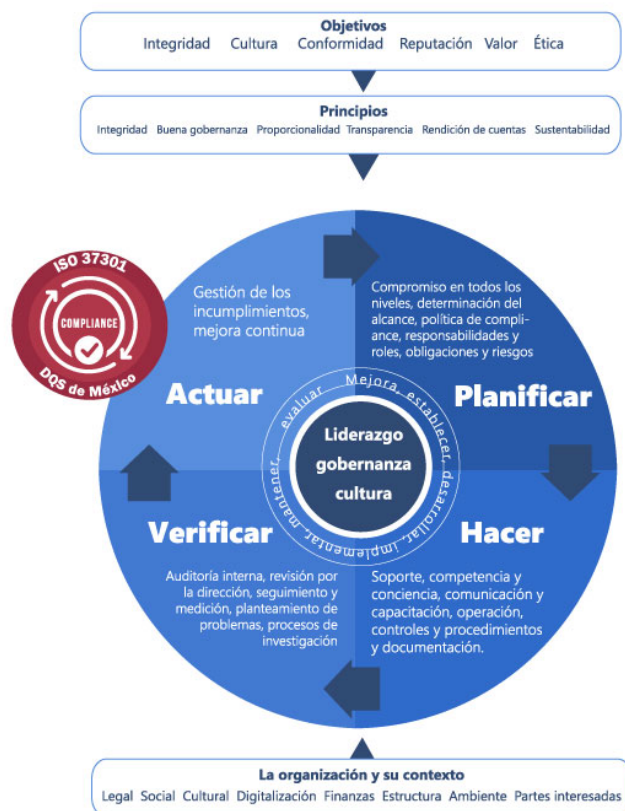 Objetivos
Integridad Cultura Conformidad Reputación Valor Ética
Principios
Integridad Buena gobernanza Proporcionalidad Transparencia Rendición de cuentas Sustentabilidad
ISO 37301
COMPLIANCE
DQS de México
Gestión de los
incumplimientos,
mejora continua
Actuar
Compromiso en todos los
niveles, determinación del
alcance, política de compli-
ance, responsabilidades y
roles, obligaciones y riesgos
Planificar
Mejora, establecer, desarrollar, implementar, mantener, evaluar
Liderazgo
gobernanza
cultura
Verificar
Auditoría interna, revisión por
la dirección, seguimiento y
medición, planteamiento de
problemas, procesos de
investigación
Hacer
Soporte, competencia y
conciencia, comunicación y
capacitación, operación,
controles y procedimientos
y documentación.
La organización y su contexto
Legal Social Cultural Digitalización Finanzas Estructura Ambiente Partes interesadas